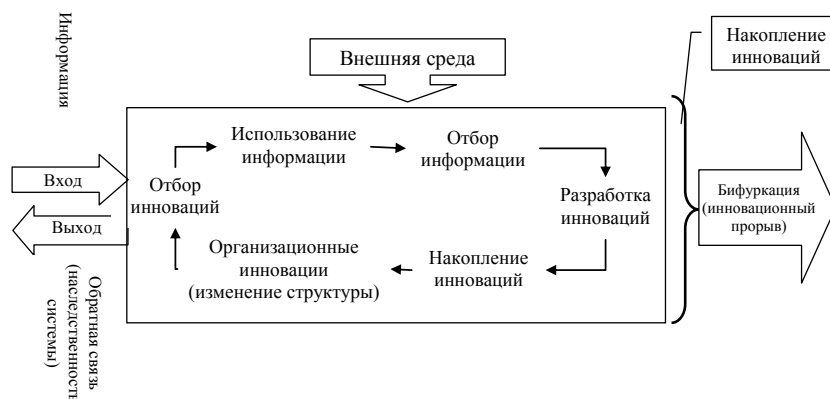 Информация
Внешняя среда
Накопление
инноваций
Использование
информации
Отбор
информации
Вход
Отбор
инноваций
Разработка
инноваций
Бифуркация
(инновационный
прорыв)
Выход
Организационные
инновации
(изменение структуры)
Накопление
инноваций
Обратная связь
(наследственность
системы)